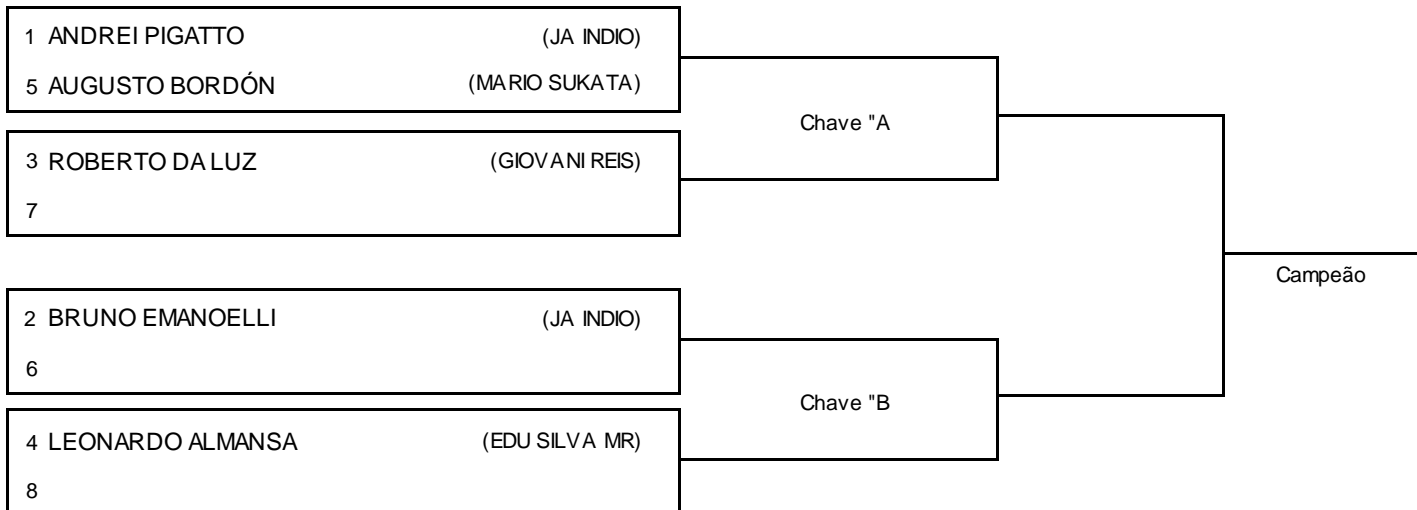 1 ANDREI PIGATTO (JA INDIO)
5 AUGUSTO BORDÓN (MARIO SUKATA)
Chave "A
3 ROBERTO DA LUZ (GIOVANI REIS)
7
Campeão
2 BRUNO EMANOELLI (JA INDIO)
6
Chave "B
4 LEONARDO ALMANSA (EDU SILVA MR)
8